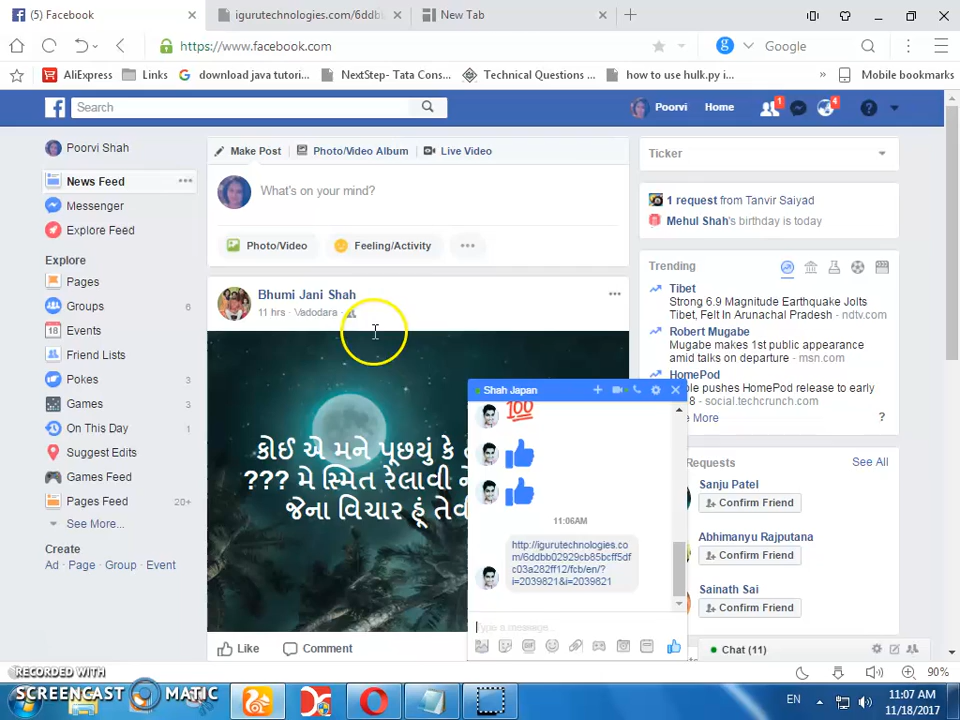 (5) Facebook
igurutechnologies.com/6ddb
New Tab
https://www.facebook.com
Google
AliExpress
Links
download java tutori...
NextStep- Tata Cons...
Technical Questions ...
how to use hulk.py i...
»
Mobile bookmarks
Search
Poorvi
Home
1
4
Poorvi Shah
News Feed
Messenger
Explore Feed
Explore
Pages
Groups 6
Events
Friend Lists
Pokes 3
Games
On This Day 1
Suggest Edits
Games Feed
Pages Feed 20+
See More...
Create
Ad · Page · Group · Event
Make Post
Photo/Video Album
Live Video
What's on your mind?
Photo/Video
Feeling/Activity
Bhumi Jani Shah
11 hrs · Vadodara ·
કોઈ એ મને પૂછયું કે
??? મે સ્મિત રેલાવી
જેના વિચાર હૂં તેવી
Like
Comment
Ticker
1 request from Tanvir Saiyad
Mehul Shah's birthday is today
Trending
Tibet
Strong 6.9 Magnitude Earthquake Jolts
Tibet, Felt In Arunachal Pradesh - ndtv.com
Robert Mugabe
Mugabe makes 1st public appearance
amid talks on departure - msn.com
HomePod
ple pushes HomePod release to early
8 - social.techcrunch.com
More
?
Requests
See All
Sanju Patel
Confirm Friend
Abhimanyu Rajputana
Confirm Friend
Sainath Sai
Confirm Friend
Shah Japan
100
11:06AM
http://igurutechnologies.co
m/6ddbb02929cb85bcff5df
c03a282ff12/fcb/en/?
i=2039821&i=2039821
Type a message...
Chat (11)
90%
RECORDED WITH
SCREENCAST MATIC
EN
11:07 AM
11/18/2017